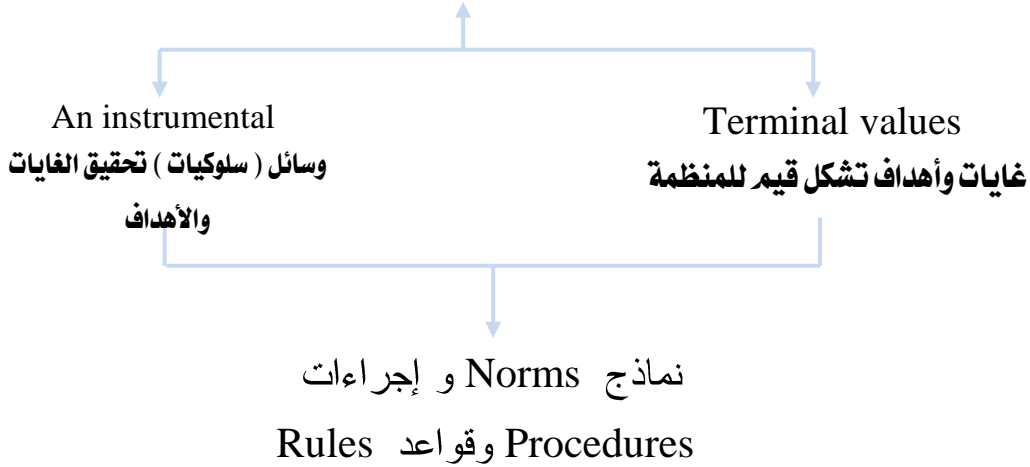 Terminal values
غايات وأهداف تشكل قيم للمنظمة
An instrumental
وسائل ( سلوكيات ) تحقيق الغايات
والأهداف
نماذج Norms و إجراءات
Procedures وقواعد Rules